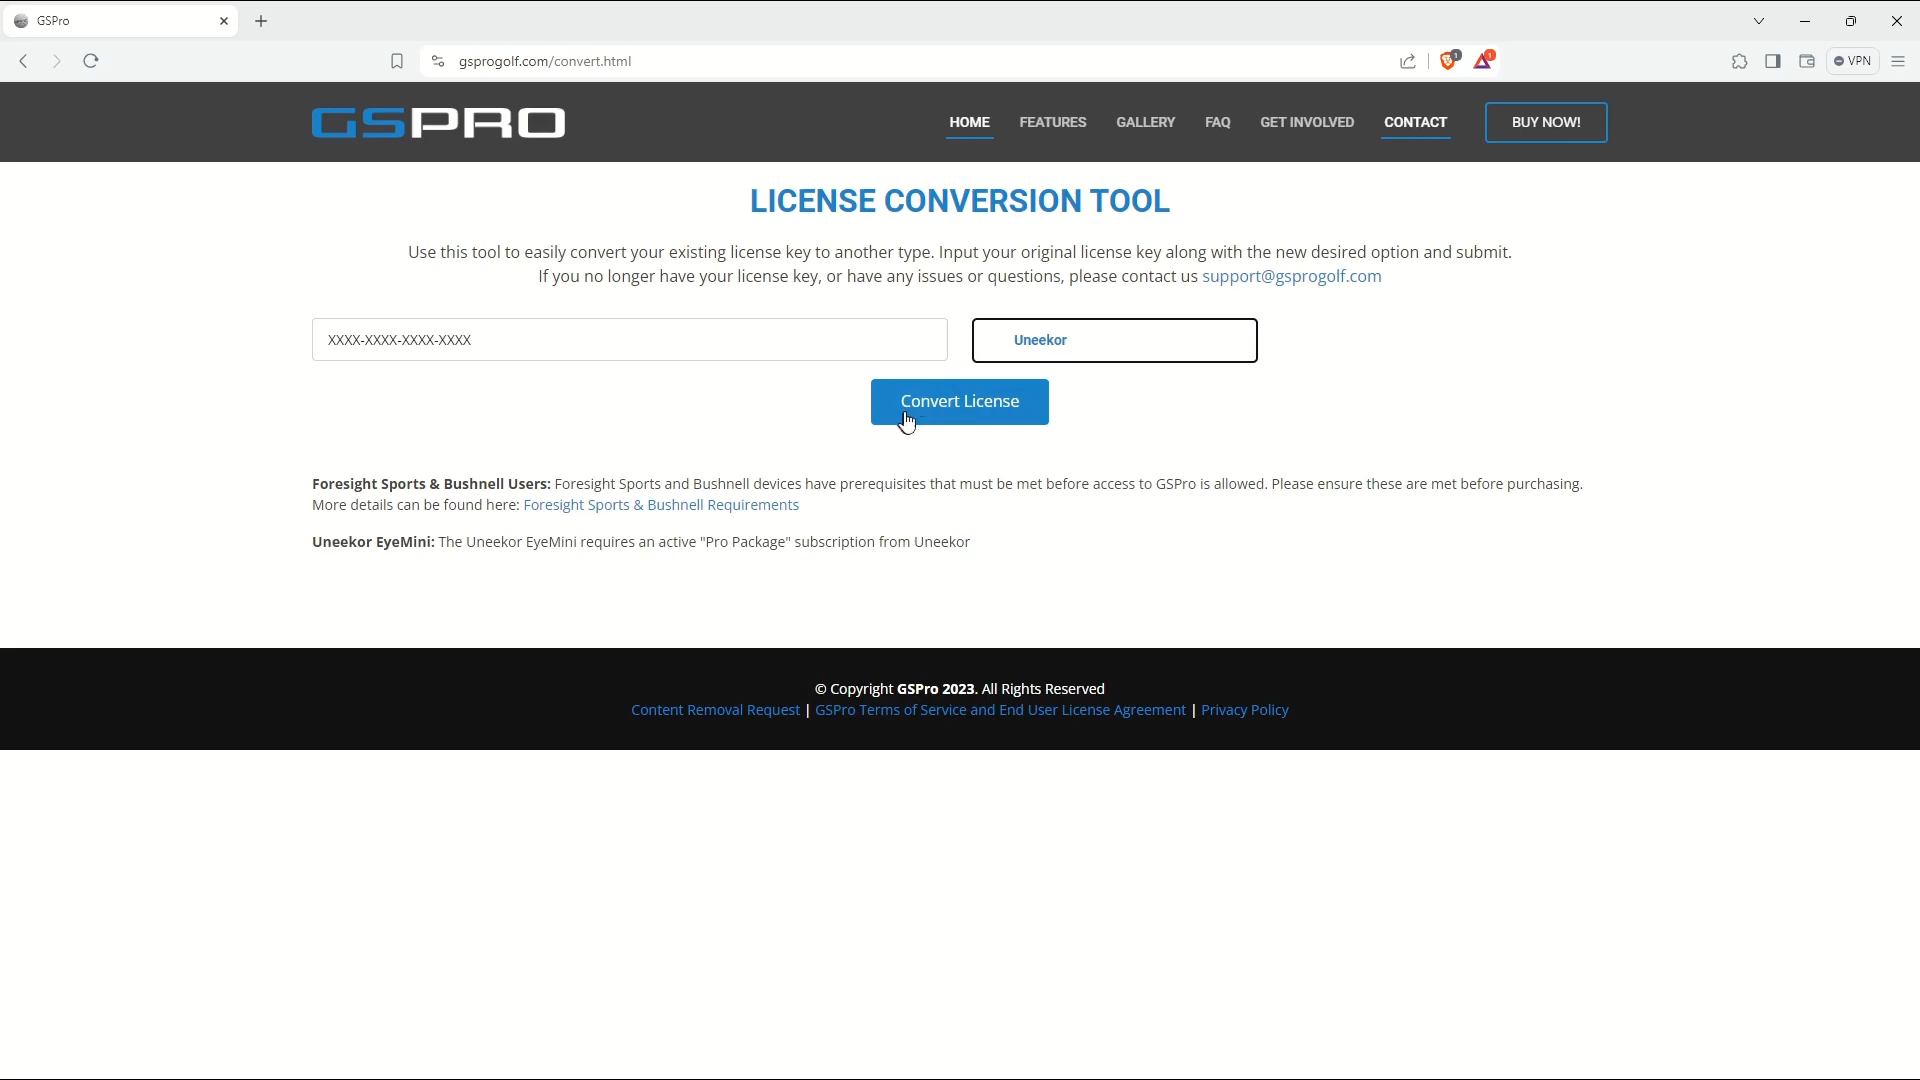 GSPro
gsprogolf.com/convert.html
1
1
VPN
GSPRO
HOME
FEATURES
GALLERY
FAQ
GET INVOLVED
CONTACT
BUY NOW!
LICENSE CONVERSION TOOL
Use this tool to easily convert your existing license key to another type. Input your original license key along with the new desired option and submit.
If you no longer have your license key, or have any issues or questions, please contact us support@gsprogolf.com
XXXX-XXXX-XXXX-XXXX
Uneekor
Convert License
Foresight Sports & Bushnell Users: Foresight Sports and Bushnell devices have prerequisites that must be met before access to GSPro is allowed. Please ensure these are met before purchasing.
More details can be found here: Foresight Sports & Bushnell Requirements
Uneekor EyeMini: The Uneekor EyeMini requires an active "Pro Package" subscription from Uneekor
© Copyright GSPro 2023. All Rights Reserved
Content Removal Request | GSPro Terms of Service and End User License Agreement | Privacy Policy